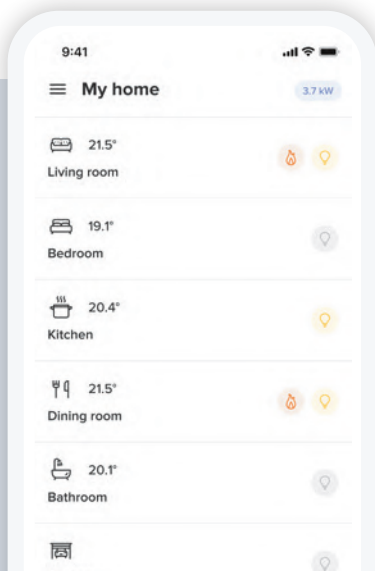 9:41
My home
3.7 kW
21.5°
Living room
19.1°
Bedroom
20.4°
Kitchen
21.5°
Dining room
20.1°
Bathroom